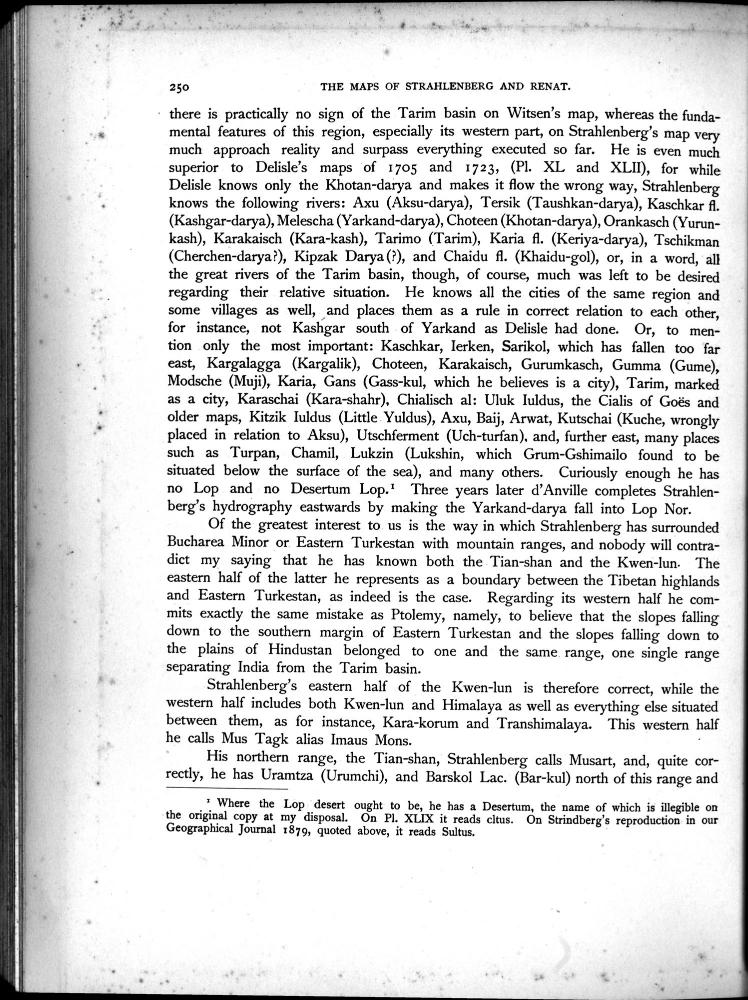 250 THE MAPS OF STRAHLENBERG AND RENAT.
there is practically no sign of the Tarim basin on Witsen's map, whereas the funda-
mental features of this region, especially its western part, on Strahlenberg's map very
much approach reality and surpass everything executed so far. He is even much
superior to Delisle's maps of 1705 and 1723, (Pl. XL and XLII), for while
Delisle knows only the Khotan-darya and makes it flow the wrong way, Strahlenberg
knows the following rivers: Axu (Aksu-darya), Tersik (Taushkan-darya), Kaschkar fl.
(Kashgar-darya), Melescha (Yarkand-darya), Choteen (Khotan-darya), Orankasch (Yurun-
kash), Karakaisch (Kara-kash), Tarimo (Tarim), Karia fl. (Keriya-darya), Tschikman
(Cherchen-darya?), Kipzak Darya (?), and Chaidu fl. (Khaidu-gol), or, in a word, all
the great rivers of the Tarim basin, though, of course, much was left to be desired
regarding their relative situation. He knows all the cities of the same region and
some villages as well, and places them as a rule in correct relation to each other,
for instance, not Kashgar south of Yarkand as Delisle had done. Or, to men-
tion only the most important: Kaschkar, Ierken, Sarikol, which has fallen too far
east, Kargalagga (Kargalik), Choteen, Karakaisch, Gurumkasch, Gumma (Gume),
Modsche (Muji), Karia, Gans (Gass-kul, which he believes is a city), Tarim, marked
as a city, Karaschai (Kara-shahr), Chialisch al: Uluk Iuldus, the Cialis of Goës and
older maps, Kitzik Iuldus (Little Yuldus), Axu, Baij, Arwat, Kutschai (Kuche, wrongly
placed in relation to Aksu), Utschferment (Uch-turfan), and, further east, many places
such as Turpan, Chamil, Lukzin (Lukshin, which Grum-Gshimailo found to be
situated below the surface of the sea), and many others. Curiously enough he has
no Lop and no Desertum Lop.¹ Three years later d'Anville completes Strahlen-
berg's hydrography eastwards by making the Yarkand-darya fall into Lop Nor.
Of the greatest interest to us is the way in which Strahlenberg has surrounded
Bucharea Minor or Eastern Turkestan with mountain ranges, and nobody will contra-
dict my saying that he has known both the Tian-shan and the Kwen-lun. The
eastern half of the latter he represents as a boundary between the Tibetan highlands
and Eastern Turkestan, as indeed is the case. Regarding its western half he com-
mits exactly the same mistake as Ptolemy, namely, to believe that the slopes falling
down to the southern margin of Eastern Turkestan and the slopes falling down to
the plains of Hindustan belonged to one and the same range, one single range
separating India from the Tarim basin.
Strahlenberg's eastern half of the Kwen-lun is therefore correct, while the
western half includes both Kwen-lun and Himalaya as well as everything else situated
between them, as for instance, Kara-korum and Transhimalaya. This western half
he calls Mus Tagk alias Imaus Mons.
His northern range, the Tian-shan, Strahlenberg calls Musart, and, quite cor-
rectly, he has Uramtza (Urumchi), and Barskol Lac. (Bar-kul) north of this range and
¹ Where the Lop desert ought to be, he has a Desertum, the name of which is illegible on
the original copy at my disposal. On Pl. XLIX it reads cltus. On Strindberg's reproduction in our
Geographical Journal 1879, quoted above, it reads Sultus.